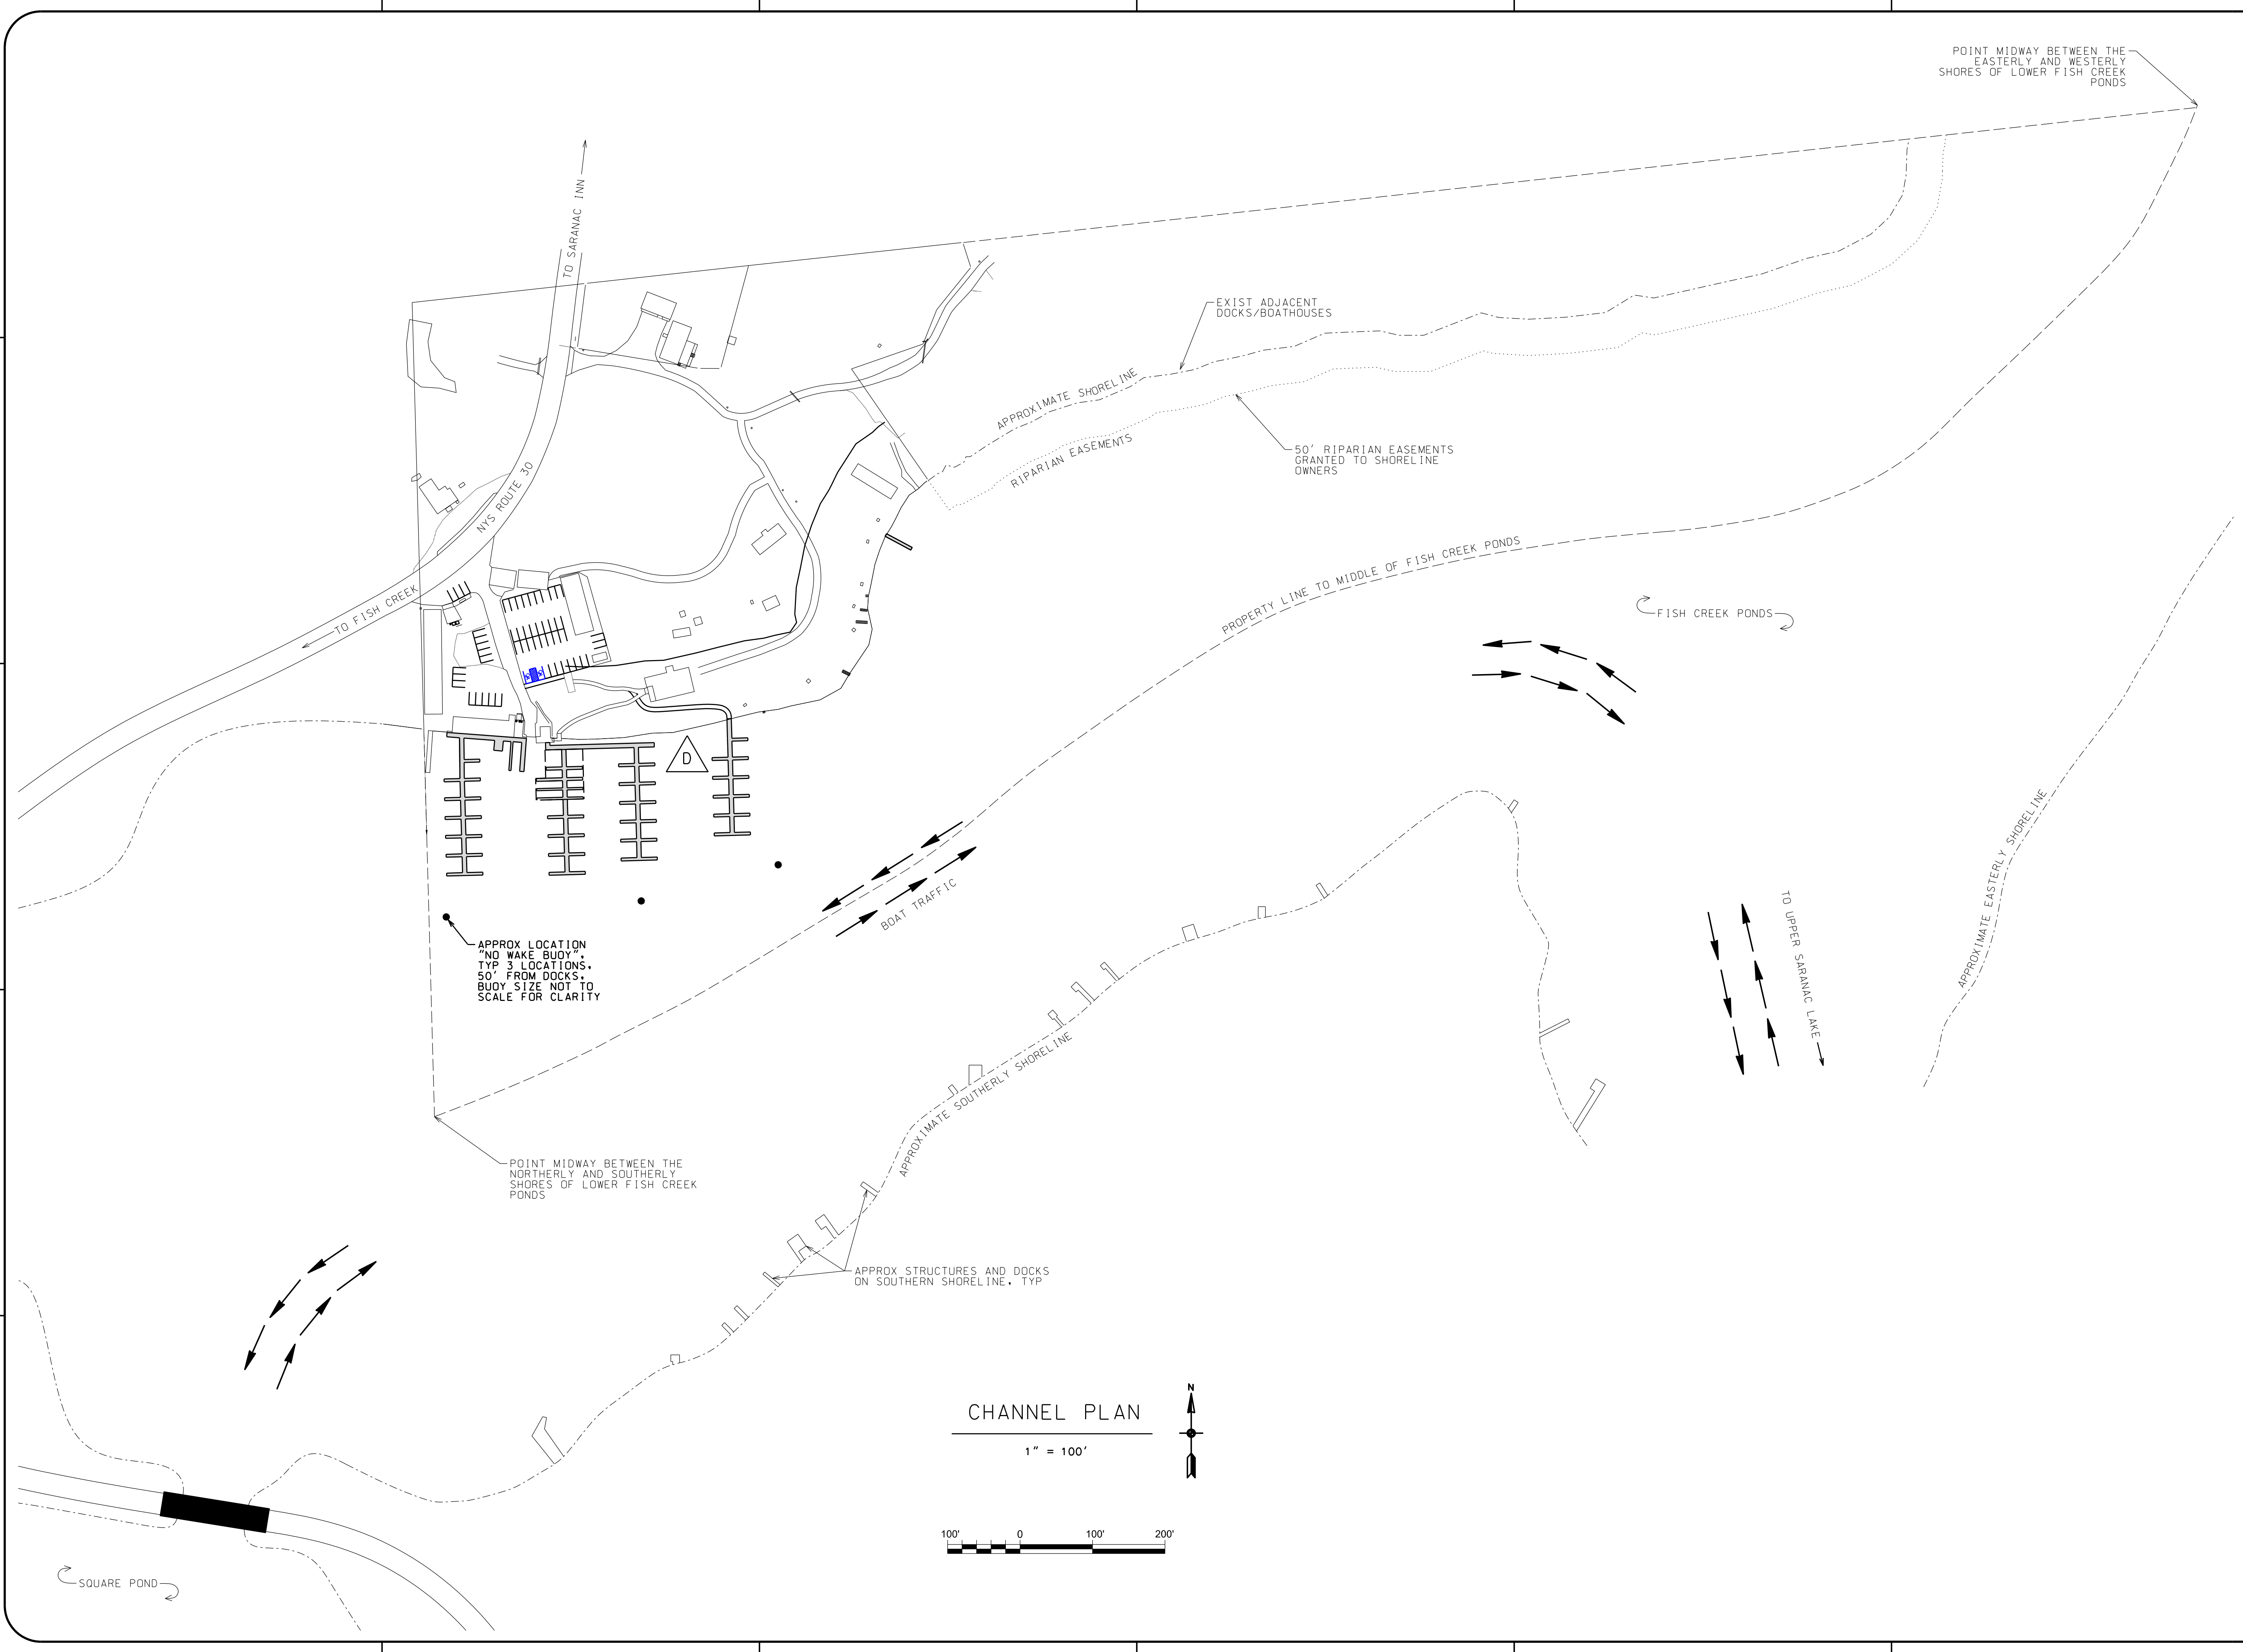 POINT MIDWAY BETWEEN THE
EASTERLY AND WESTERLY
SHORES OF LOWER FISH CREEK
PONDS
TO SARANAC INN
EXIST ADJACENT
DOCKS/BOATHOUSES
APPROXIMATE SHORELINE
RIPARIAN EASEMENTS
50' RIPARIAN EASEMENTS
GRANTED TO SHORELINE
OWNERS
NYS ROUTE 30
TO FISH CREEK
PROPERTY LINE TO MIDDLE OF FISH CREEK PONDS
FISH CREEK PONDS
D
BOAT TRAFFIC
APPROX LOCATION
"NO WAKE BUOY".
TYP 3 LOCATIONS.
50' FROM DOCKS.
BUOY SIZE NOT TO
SCALE FOR CLARITY
TO UPPER SARANAC LAKE
APPROXIMATE EASTERLY SHORELINE
APPROXIMATE SOUTHERLY SHORELINE
POINT MIDWAY BETWEEN THE
NORTHERLY AND SOUTHERLY
SHORES OF LOWER FISH CREEK
PONDS
APPROX STRUCTURES AND DOCKS
ON SOUTHERN SHORELINE. TYP
CHANNEL PLAN
1" = 100'
N
100' 0 100' 200'
SQUARE POND